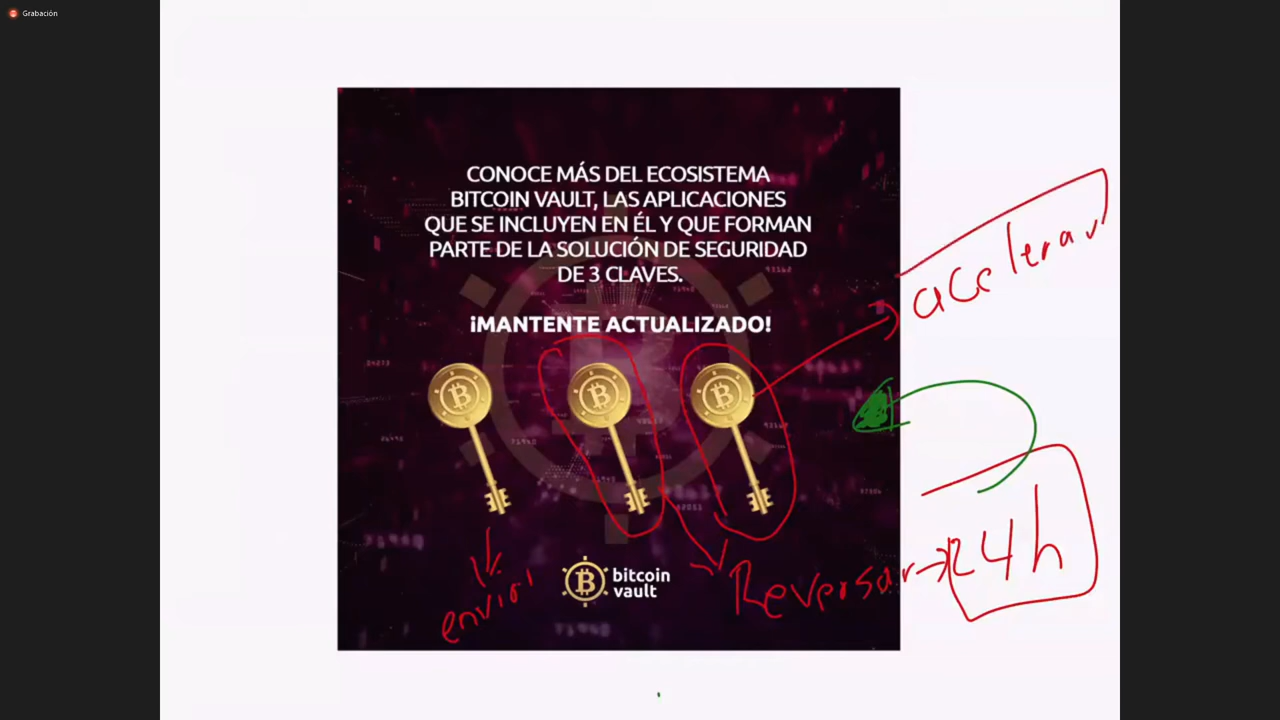 Grabación
CONOCE MÁS DEL ECOSISTEMA
BITCOIN VAULT, LAS APLICACIONES
QUE SE INCLUYEN EN ÉL Y QUE FORMAN
PARTE DE LA SOLUCIÓN DE SEGURIDAD
DE 3 CLAVES.
¡MANTENTE ACTUALIZADO!
acelerar
envio
bitcoin
vault
Reversar → 24h